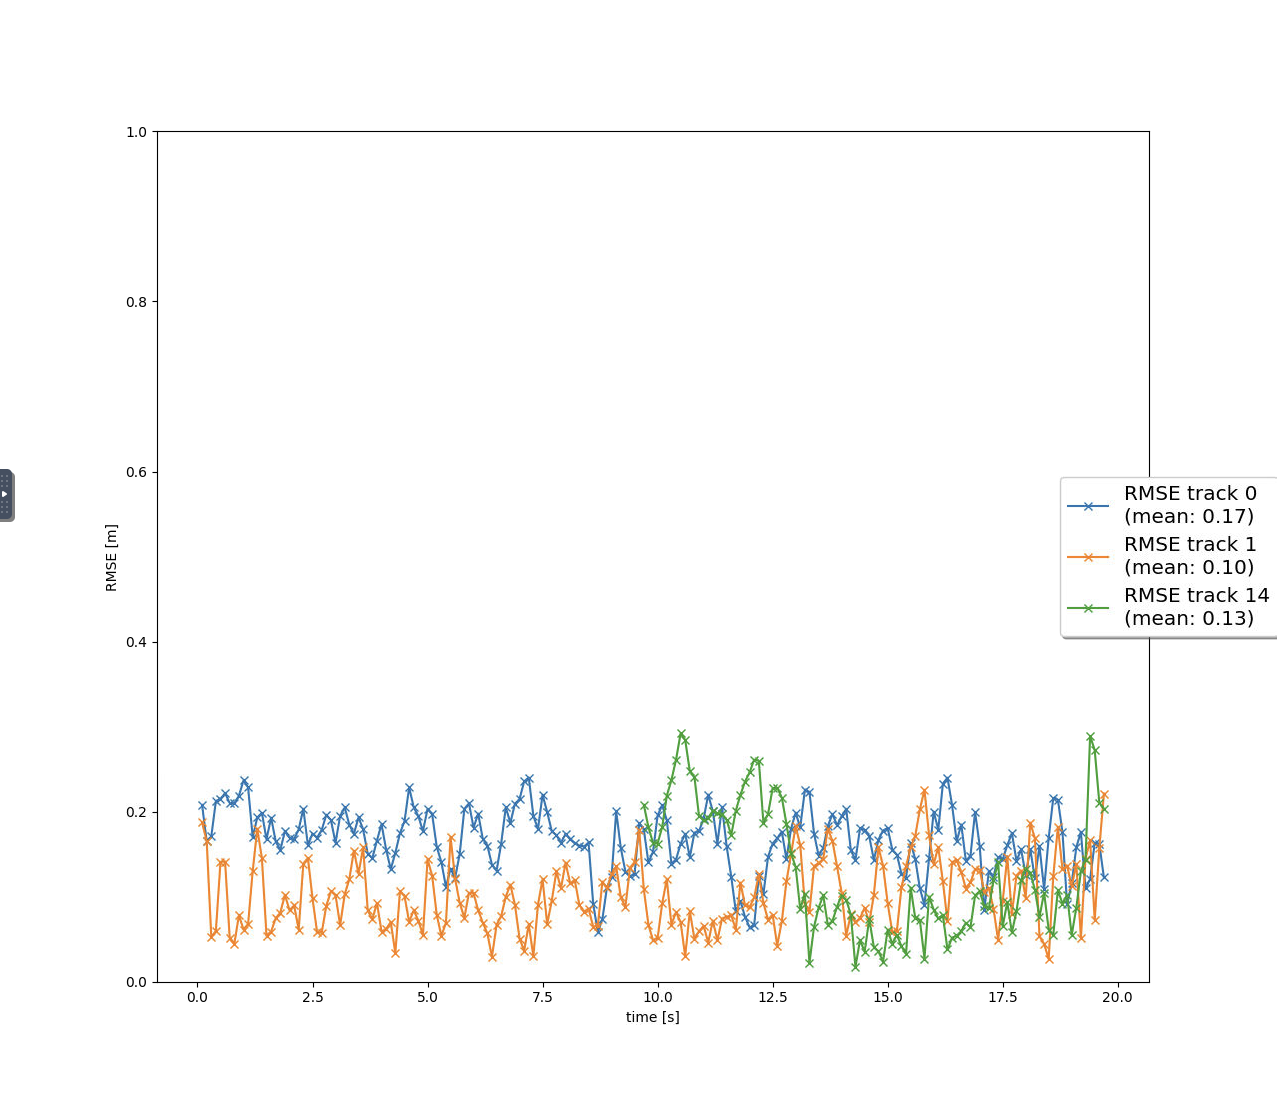 1.0
0.8
0.6
0.4
0.2
0.0
RMSE [m]
0.0 2.5 5.0 7.5 10.0 12.5 15.0 17.5 20.0
time [s]
RMSE track 0
(mean: 0.17)
RMSE track 1
(mean: 0.10)
RMSE track 14
(mean: 0.13)